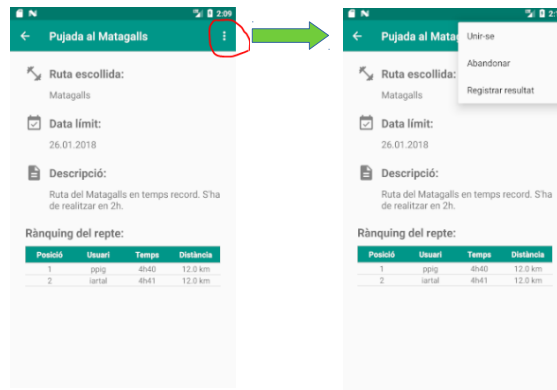 2:09
Pujada al Matagalls
Ruta escollida:
Matagalls
Data límit:
26.01.2018
Descripció:
Ruta del Matagalls en temps record. S'ha
de realitzar en 2h.
Rànquing del repte:
Posició Usuari Temps Distància
1 ppig 4h40 12.0 km
2 iartal 4h41 12.0 km
Pujada al Matag
Unir-se
Abandonar
Registrar resultat
Ruta escollida:
Matagalls
Data límit:
26.01.2018
Descripció:
Ruta del Matagalls en temps record. S'ha
de realitzar en 2h.
Rànquing del repte:
Posició Usuari Temps Distància
1 ppig 4h40 12.0 km
2 iartal 4h41 12.0 km